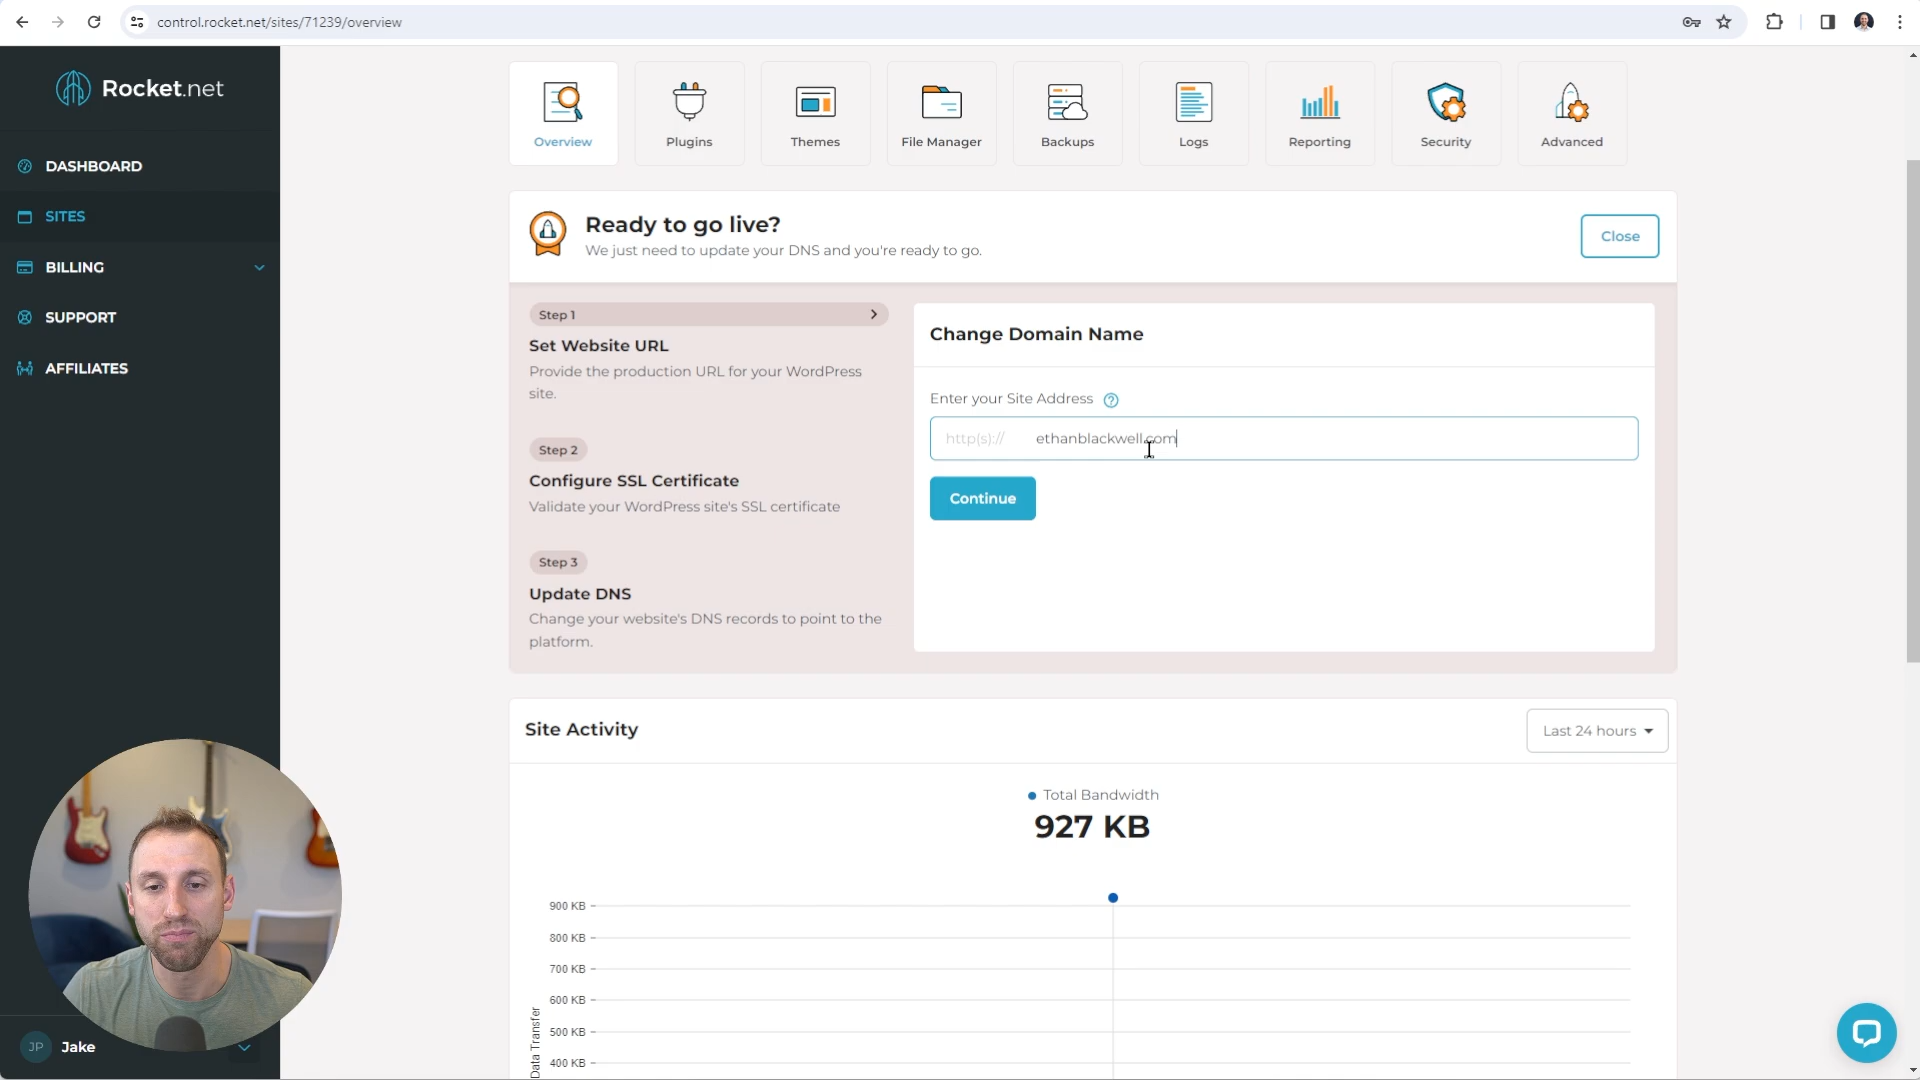 control.rocket.net/sites/71239/overview
Rocket.net
DASHBOARD
SITES
BILLING
SUPPORT
AFFILIATES
JP
Jake
Overview
Plugins
Themes
File Manager
Backups
Logs
Reporting
Security
Advanced
Ready to go live?
We just need to update your DNS and you're ready to go.
Close
Step 1
Set Website URL
Provide the production URL for your WordPress
site.
Step 2
Configure SSL Certificate
Validate your WordPress site's SSL certificate
Step 3
Update DNS
Change your website's DNS records to point to the
platform.
Change Domain Name
Enter your Site Address ?
http(s):// ethanblackwell.com
Continue
Site Activity
Last 24 hours
Total Bandwidth
927 KB
900 KB
800 KB
700 KB
600 KB
500 KB
400 KB
Data Transfer